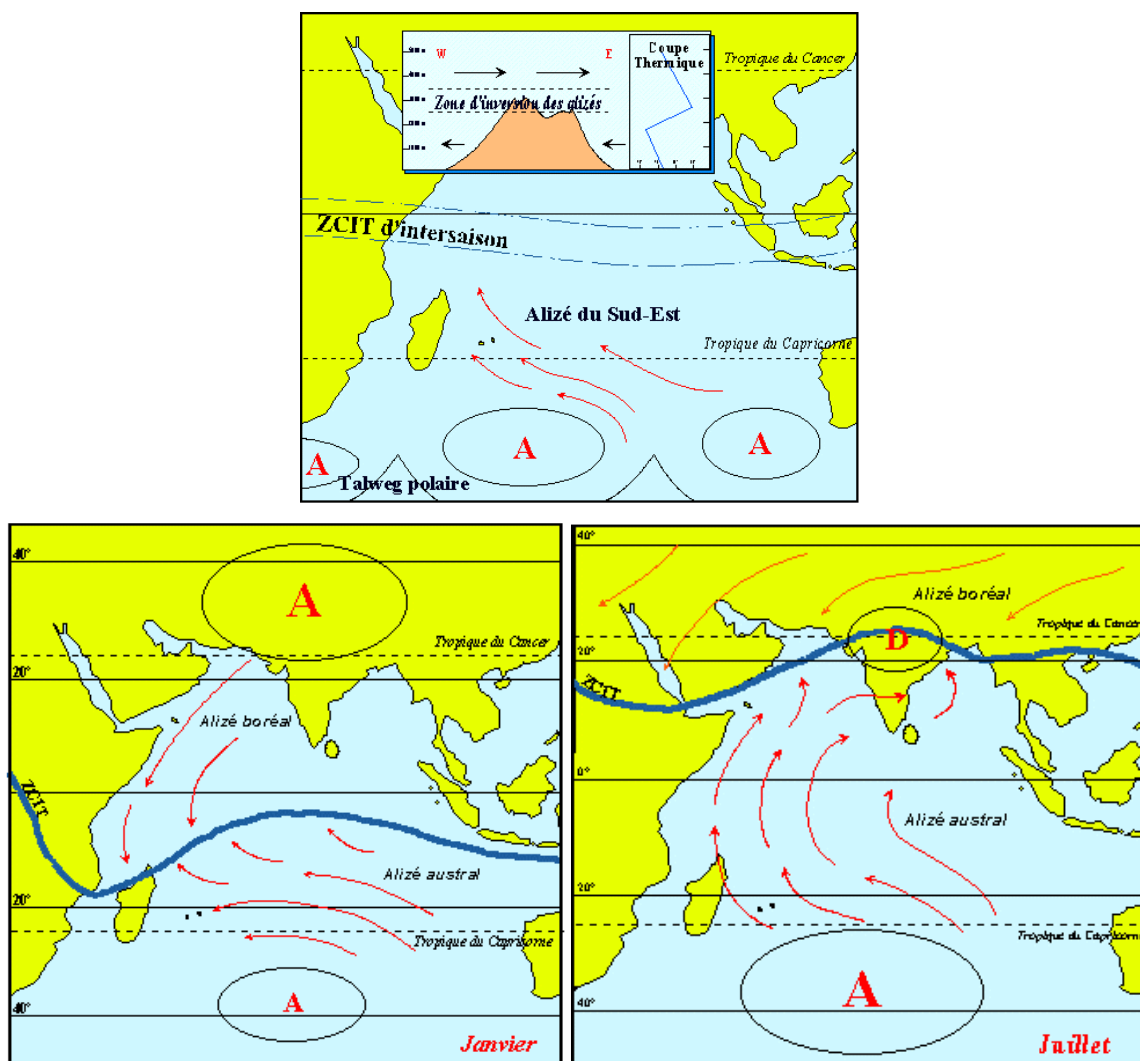 Coupe
Thermique
W
E
Zone d'inversion des alizés
Tropique du Cancer
ZCIT d'intersaison
Alizé du Sud-Est
Tropique du Capricorne
A
A
A
Talweg polaire
40°
A
Tropique du Cancer
20°
Alizé boréal
ZCIT
Alizé austral
20°
Tropique du Capricorne
A
40°
Janvier
40°
Alizé boréal
Tropique du Cancer
D
20°
ZCIT
0°
Alizé austral
20°
Tropique du Capricorne
A
40°
Juillet